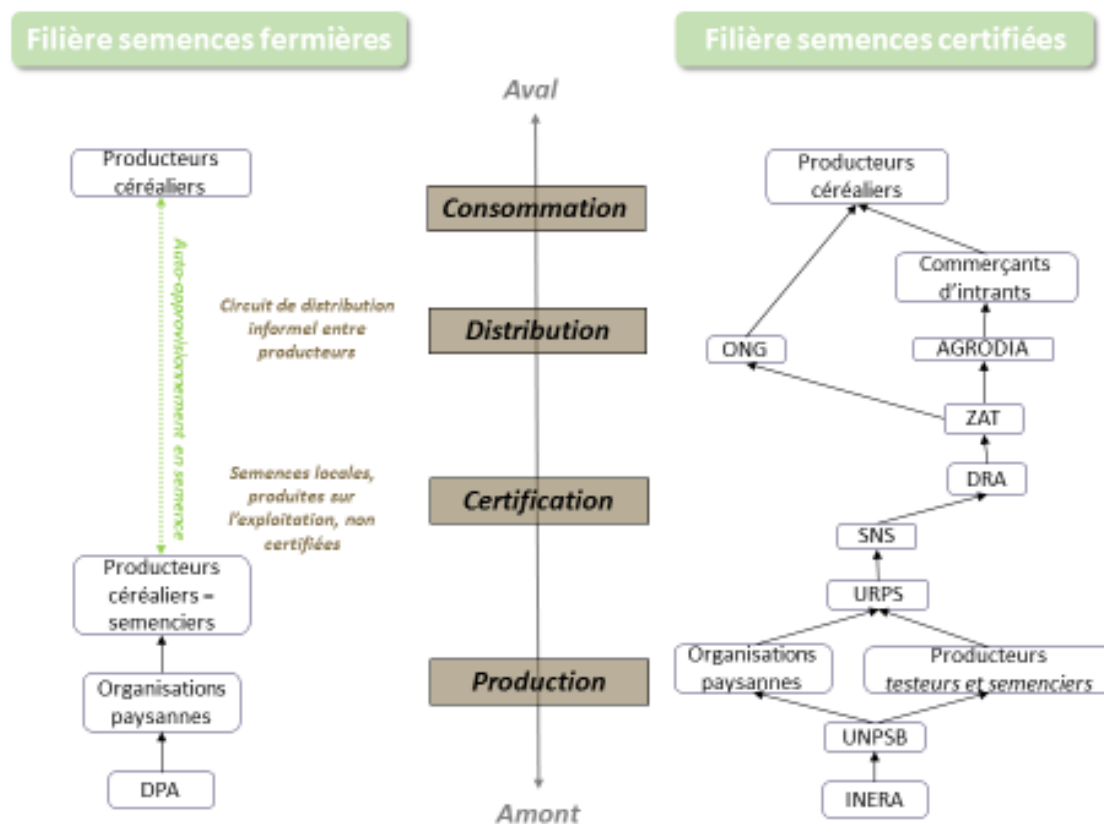 Filière semences fermières
Filière semences certifiées
Aval
Producteurs
céréaliers
Auto-approvisionnement en semence
Producteurs
céréaliers –
semenciers
Organisations
paysannes
DPA
Circuit de distribution
informel entre
producteurs
Semences locales,
produites sur
l'exploitation, non
certifiées
Consommation
Distribution
Certification
Production
Amont
Producteurs
céréaliers
Commerçants
d'intrants
ONG
AGRODIA
ZAT
DRA
SNS
URPS
Organisations
paysannes
Producteurs
testeurs et semenciers
UNPSB
INERA